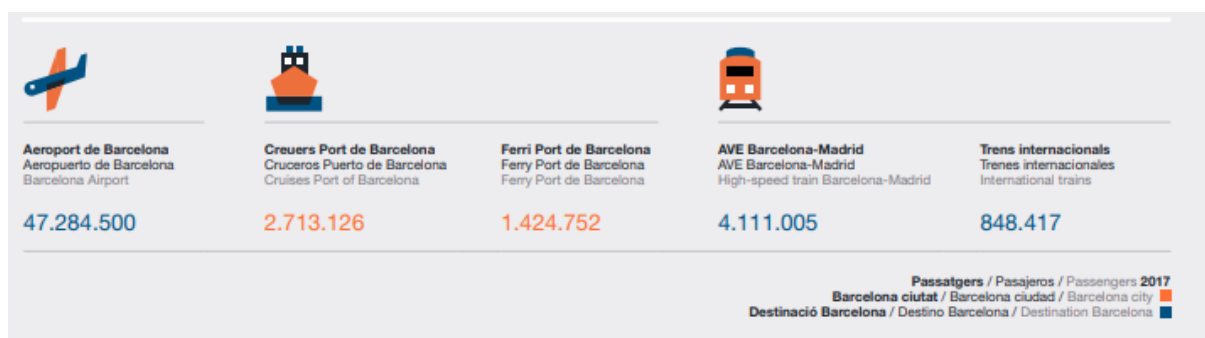 Aeroport de Barcelona
Aeropuerto de Barcelona
Barcelona Airport
47.284.500
Creuers Port de Barcelona
Cruceros Puerto de Barcelona
Cruises Port of Barcelona
2.713.126
Ferri Port de Barcelona
Ferry Port de Barcelona
Ferry Port de Barcelona
1.424.752
AVE Barcelona-Madrid
AVE Barcelona-Madrid
High-speed train Barcelona-Madrid
4.111.005
Trens internacionals
Trenes internacionales
International trains
848.417
Passatgers / Pasajeros / Passengers 2017
Barcelona ciutat / Barcelona ciudad / Barcelona city
Destinació Barcelona / Destino Barcelona / Destination Barcelona